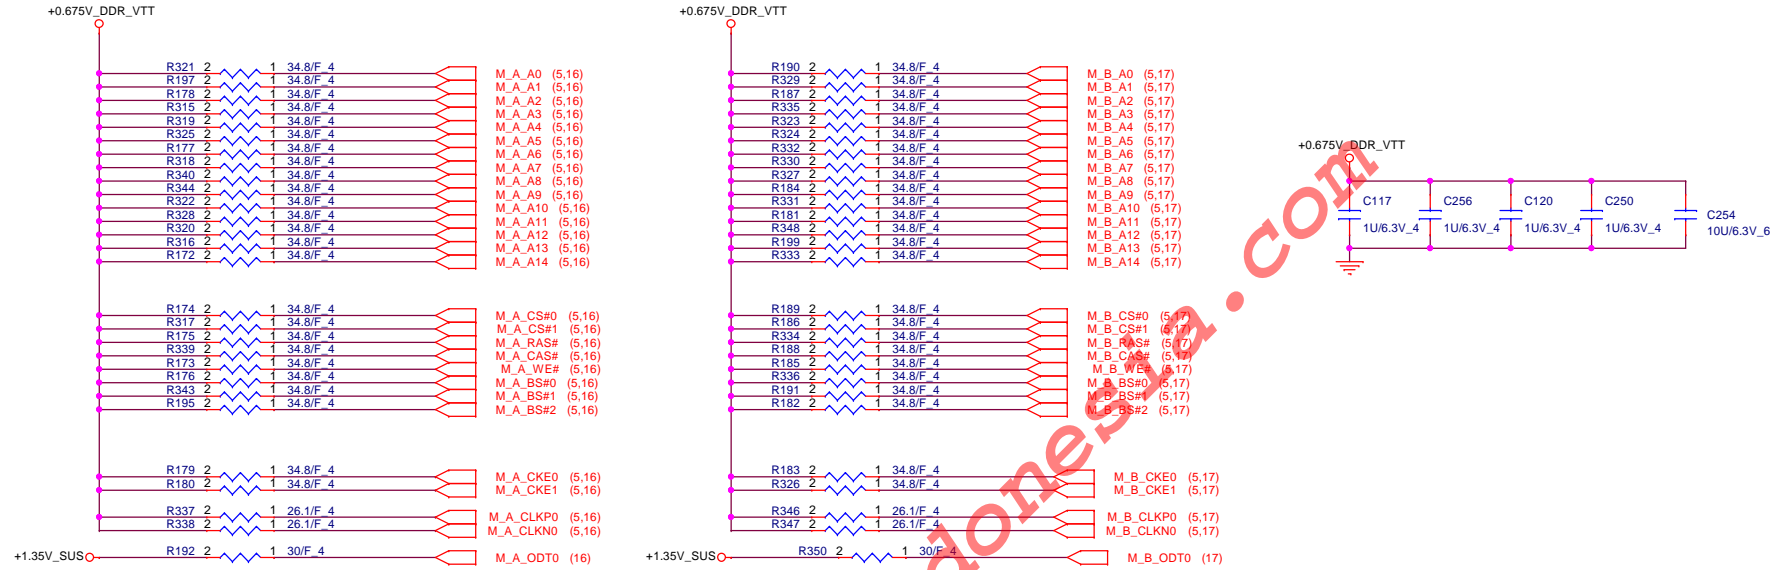 +0.675V_DDR_VTT
R321 2 1 34.8/F_4 M_A_A0 (5,16)
R197 2 1 34.8/F_4 M_A_A1 (5,16)
R178 2 1 34.8/F_4 M_A_A2 (5,16)
R315 2 1 34.8/F_4 M_A_A3 (5,16)
R319 2 1 34.8/F_4 M_A_A4 (5,16)
R325 2 1 34.8/F_4 M_A_A5 (5,16)
R177 2 1 34.8/F_4 M_A_A6 (5,16)
R318 2 1 34.8/F_4 M_A_A7 (5,16)
R340 2 1 34.8/F_4 M_A_A8 (5,16)
R344 2 1 34.8/F_4 M_A_A9 (5,16)
R322 2 1 34.8/F_4 M_A_A10 (5,16)
R328 2 1 34.8/F_4 M_A_A11 (5,16)
R320 2 1 34.8/F_4 M_A_A12 (5,16)
R316 2 1 34.8/F_4 M_A_A13 (5,16)
R172 2 1 34.8/F_4 M_A_A14 (5,16)
R174 2 1 34.8/F_4 M_A_CS#0 (5,16)
R317 2 1 34.8/F_4 M_A_CS#1 (5,16)
R175 2 1 34.8/F_4 M_A_RAS# (5,16)
R339 2 1 34.8/F_4 M_A_CAS# (5,16)
R173 2 1 34.8/F_4 M_A_WE# (5,16)
R176 2 1 34.8/F_4 M_A_BS#0 (5,16)
R343 2 1 34.8/F_4 M_A_BS#1 (5,16)
R195 2 1 34.8/F_4 M_A_BS#2 (5,16)
R179 2 1 34.8/F_4 M_A_CKE0 (5,16)
R180 2 1 34.8/F_4 M_A_CKE1 (5,16)
R337 2 1 26.1/F_4 M_A_CLKP0 (5,16)
R338 2 1 26.1/F_4 M_A_CLKN0 (5,16)
+1.35V_SUS R192 2 1 30/F_4 M_A_ODT0 (16)
+0.675V_DDR_VTT
R190 2 1 34.8/F_4 M_B_A0 (5,17)
R329 2 1 34.8/F_4 M_B_A1 (5,17)
R187 2 1 34.8/F_4 M_B_A2 (5,17)
R335 2 1 34.8/F_4 M_B_A3 (5,17)
R323 2 1 34.8/F_4 M_B_A4 (5,17)
R324 2 1 34.8/F_4 M_B_A5 (5,17)
R332 2 1 34.8/F_4 M_B_A6 (5,17)
R330 2 1 34.8/F_4 M_B_A7 (5,17)
R327 2 1 34.8/F_4 M_B_A8 (5,17)
R184 2 1 34.8/F_4 M_B_A9 (5,17)
R331 2 1 34.8/F_4 M_B_A10 (5,17)
R181 2 1 34.8/F_4 M_B_A11 (5,17)
R348 2 1 34.8/F_4 M_B_A12 (5,17)
R199 2 1 34.8/F_4 M_B_A13 (5,17)
R333 2 1 34.8/F_4 M_B_A14 (5,17)
R189 2 1 34.8/F_4 M_B_CS#0 (5,17)
R186 2 1 34.8/F_4 M_B_CS#1 (5,17)
R334 2 1 34.8/F_4 M_B_RAS# (5,17)
R188 2 1 34.8/F_4 M_B_CAS# (5,17)
R185 2 1 34.8/F_4 M_B_WE# (5,17)
R336 2 1 34.8/F_4 M_B_BS#0 (5,17)
R191 2 1 34.8/F_4 M_B_BS#1 (5,17)
R182 2 1 34.8/F_4 M_B_BS#2 (5,17)
R183 2 1 34.8/F_4 M_B_CKE0 (5,17)
R326 2 1 34.8/F_4 M_B_CKE1 (5,17)
R346 2 1 26.1/F_4 M_B_CLKP0 (5,17)
R347 2 1 26.1/F_4 M_B_CLKN0 (5,17)
+1.35V_SUS R350 2 1 30/F_4 M_B_ODT0 (17)
+0.675V_DDR_VTT
C117 C256 C120 C250 C254
1U/6.3V_4 1U/6.3V_4 1U/6.3V_4 1U/6.3V_4 10U/6.3V_6
donesia.com